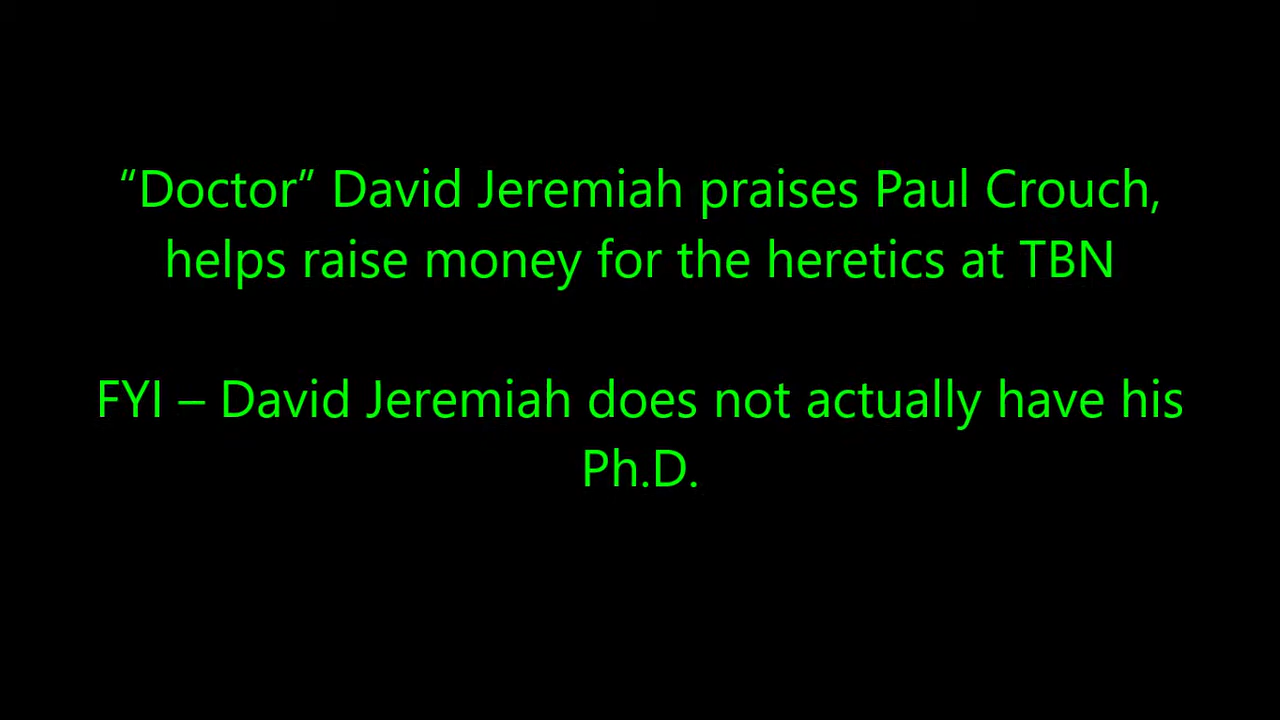 “Doctor” David Jeremiah praises Paul Crouch,
helps raise money for the heretics at TBN
FYI – David Jeremiah does not actually have his
Ph.D.